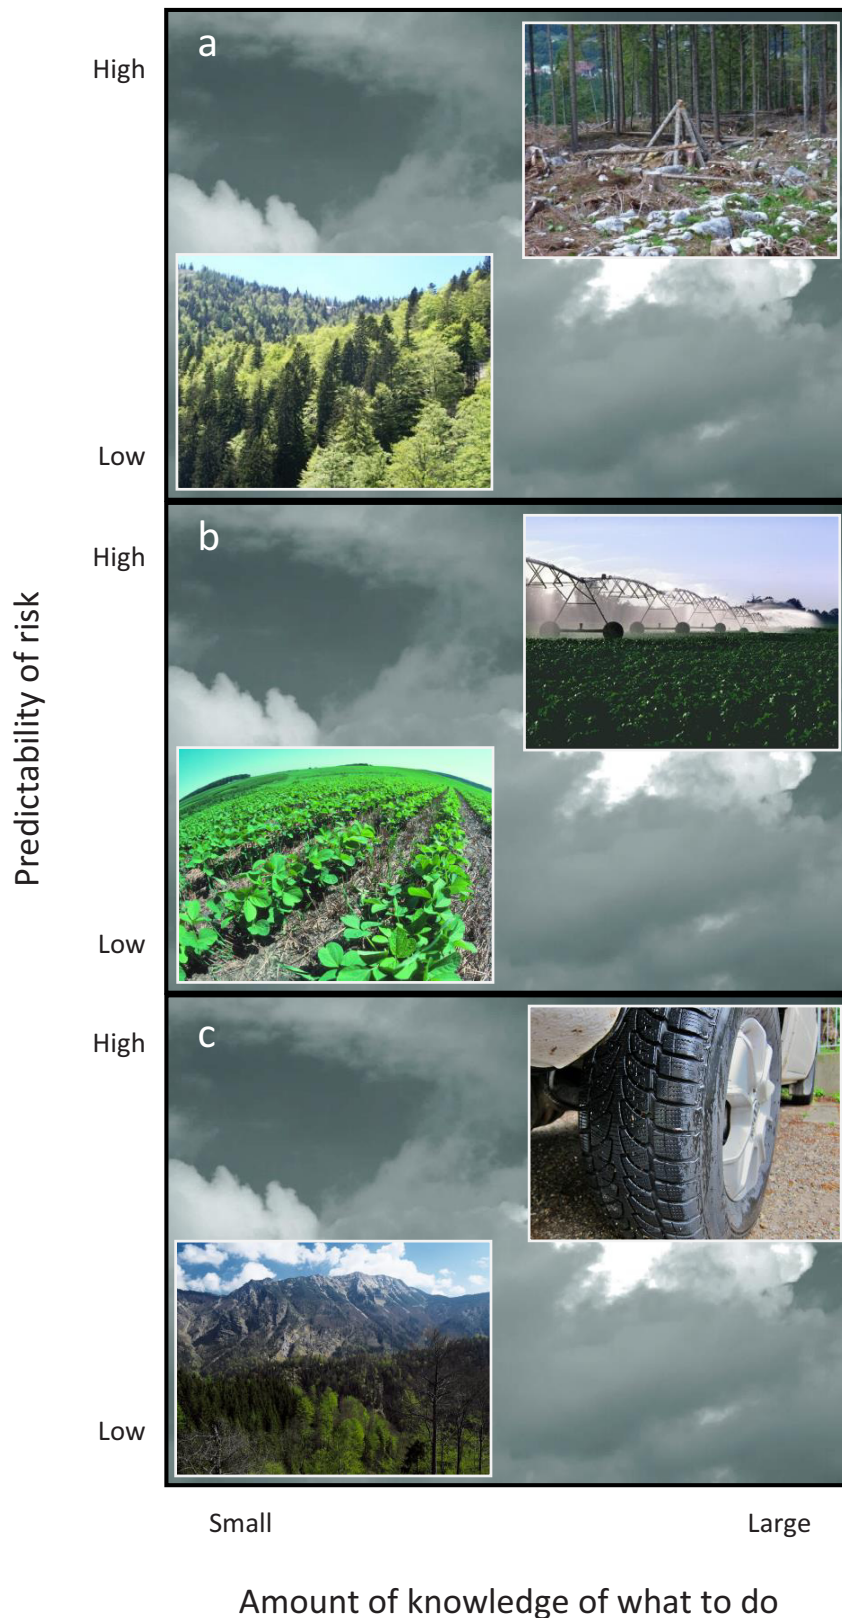 a
High
Low
b
High
Low
Predictability of risk
c
High
Low
Small Large
Amount of knowledge of what to do